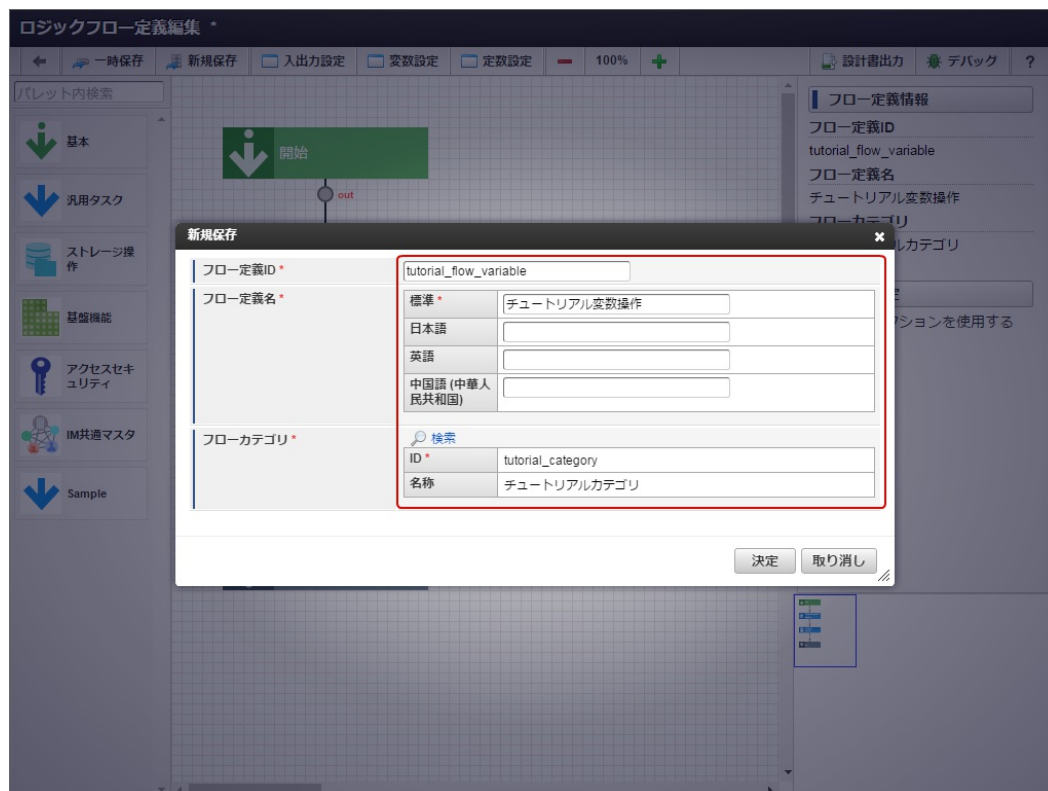 ロジックフロー定義編集 *
一時保存 新規保存 入出力設定 変数設定 定数設定 100% 設計書出力 デバッグ ?
パレット内検索
基本
汎用タスク
ストレージ操
作
基盤機能
アクセスセキ
ュリティ
IM共通マスタ
Sample
開始
out
フロー定義情報
フロー定義ID
tutorial_flow_variable
フロー定義名
チュートリアル変数操作
フローカテゴリ
ルカテゴリ
ションを使用する
新規保存
フロー定義ID *
tutorial_flow_variable
フロー定義名 *
標準 * チュートリアル変数操作
日本語
英語
中国語 (中華人
民共和国)
フローカテゴリ *
検索
ID * tutorial_category
名称 チュートリアルカテゴリ
決定 取り消し